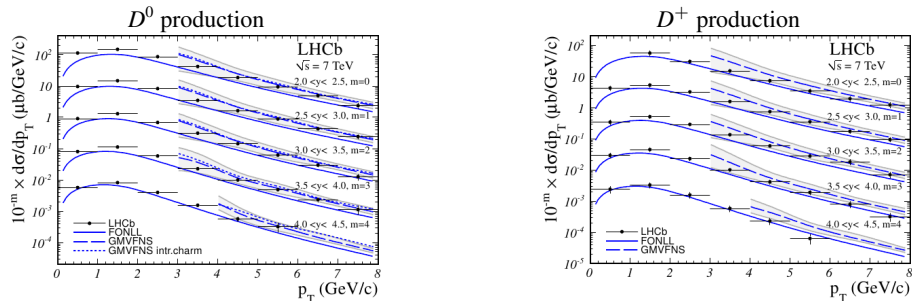 D⁰ production
10⁻ᵐ × dσ/dp_T (μb/GeV/c)
10²
10
1
10⁻¹
10⁻²
10⁻³
10⁻⁴
LHCb
√s = 7 TeV
2.0 <y< 2.5, m=0
2.5 <y< 3.0, m=1
3.0 <y< 3.5, m=2
3.5 <y< 4.0, m=3
4.0 <y< 4.5, m=4
LHCb
FONLL
GMVFNS
GMVFNS intr.charm
0 1 2 3 4 5 6 7 8
p_T (GeV/c)
D⁺ production
10⁻ᵐ × dσ/dp_T (μb/GeV/c)
10²
10
1
10⁻¹
10⁻²
10⁻³
10⁻⁴
10⁻⁵
LHCb
√s = 7 TeV
2.0 <y< 2.5, m=0
2.5 <y< 3.0, m=1
3.0 <y< 3.5, m=2
3.5 <y< 4.0, m=3
4.0 <y< 4.5, m=4
LHCb
FONLL
GMVFNS
0 1 2 3 4 5 6 7 8
p_T (GeV/c)